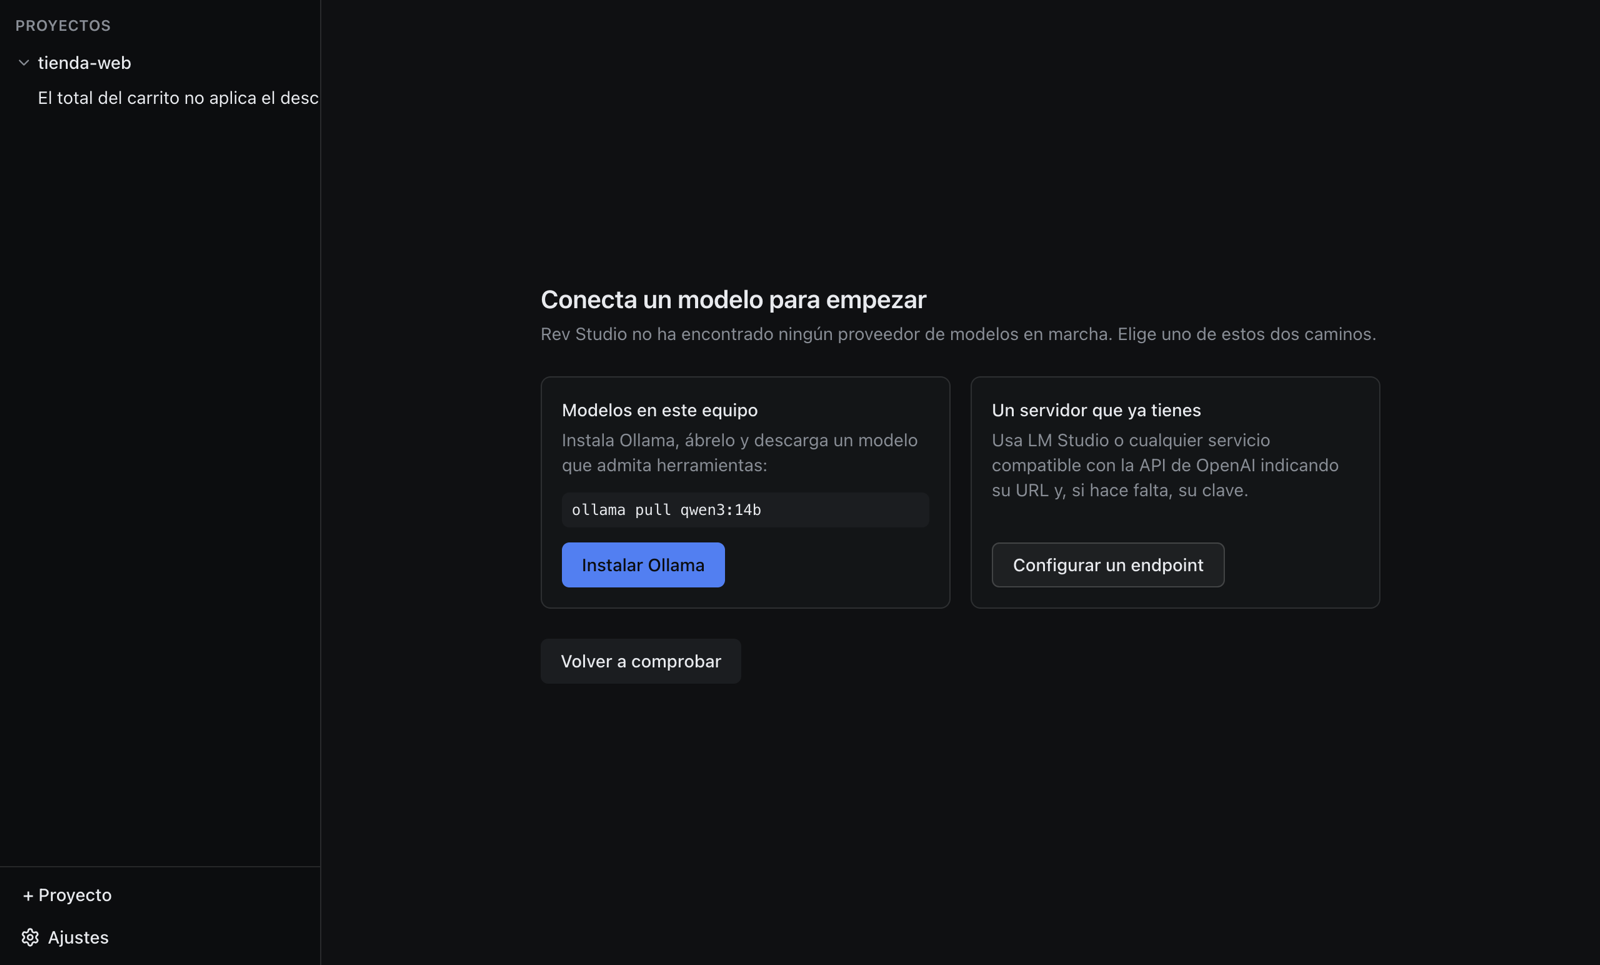 PROYECTOS
tienda-web
El total del carrito no aplica el desc
Conecta un modelo para empezar
Rev Studio no ha encontrado ningún proveedor de modelos en marcha. Elige uno de estos dos caminos.
Modelos en este equipo
Instala Ollama, ábrelo y descarga un modelo
que admita herramientas:
ollama pull qwen3:14b
Instalar Ollama
Un servidor que ya tienes
Usa LM Studio o cualquier servicio
compatible con la API de OpenAI indicando
su URL y, si hace falta, su clave.
Configurar un endpoint
Volver a comprobar
+ Proyecto
Ajustes